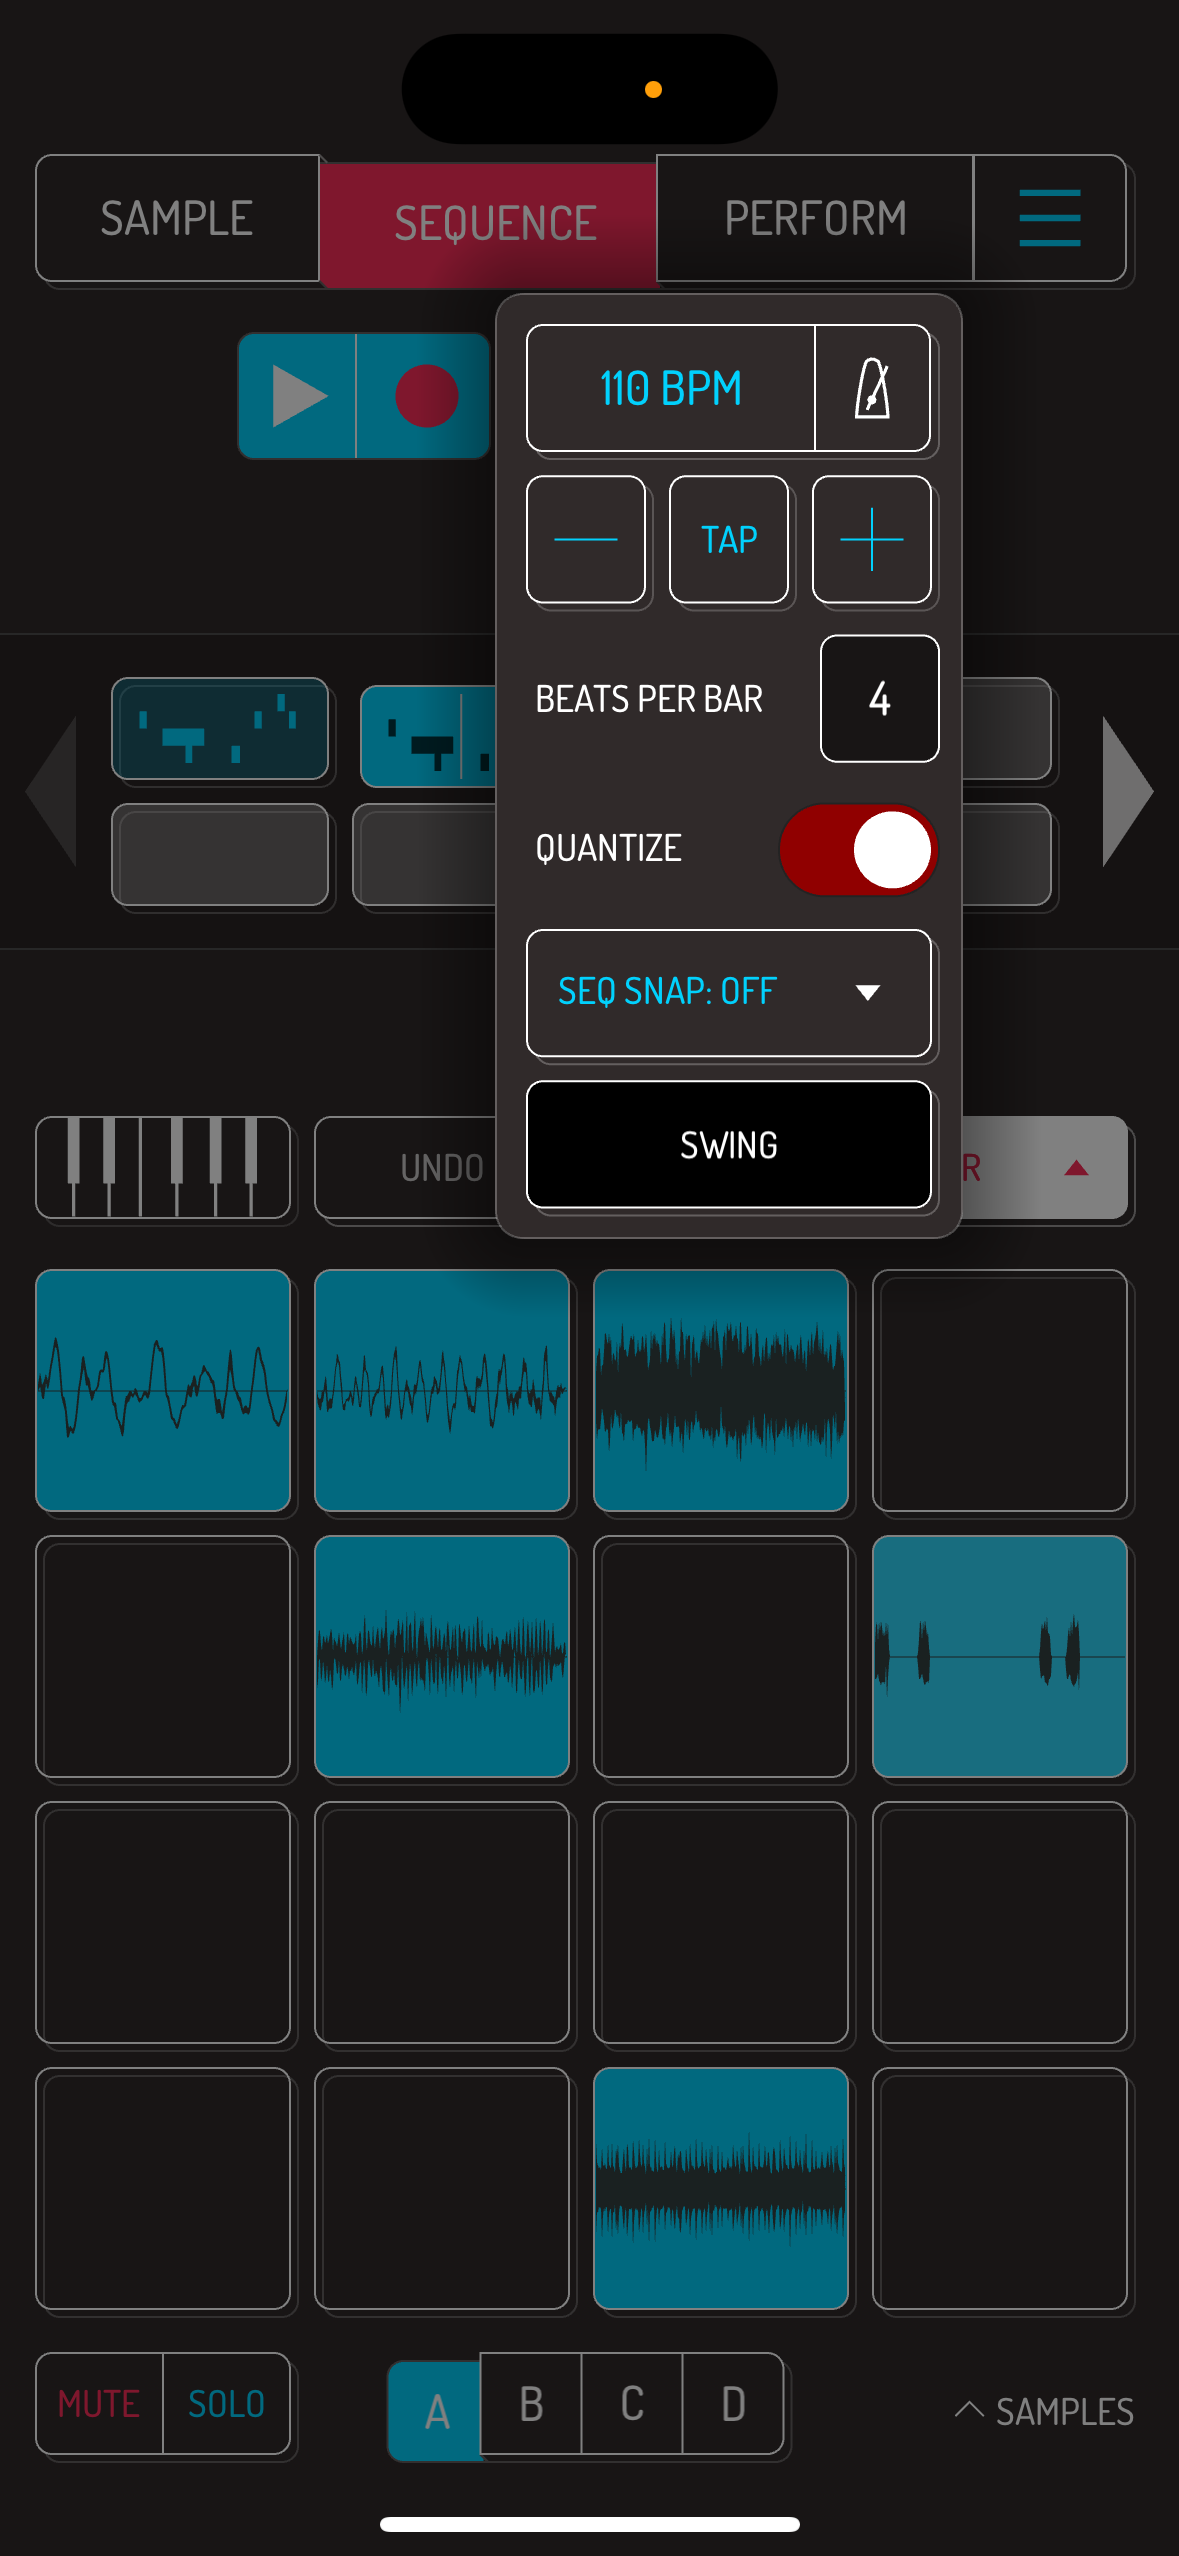 SAMPLE
SEQUENCE
PERFORM
110 BPM
TAP
BEATS PER BAR
4
QUANTIZE
SEQ SNAP: OFF
SWING
UNDO
R
MUTE
SOLO
A
B
C
D
SAMPLES